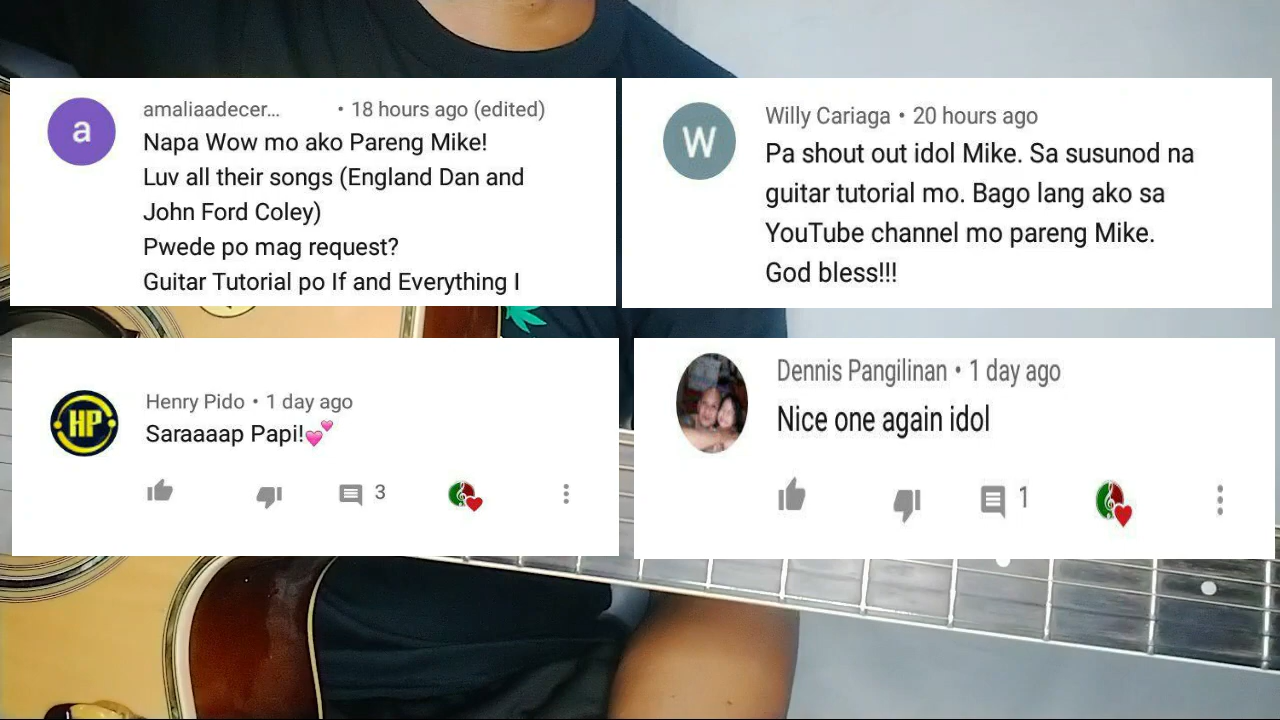 a
amaliaadecer... • 18 hours ago (edited)
Napa Wow mo ako Pareng Mike!
Luv all their songs (England Dan and
John Ford Coley)
Pwede po mag request?
Guitar Tutorial po If and Everything I
W
Willy Cariaga • 20 hours ago
Pa shout out idol Mike. Sa susunod na
guitar tutorial mo. Bago lang ako sa
YouTube channel mo pareng Mike.
God bless!!!
HP
Henry Pido • 1 day ago
Saraaaap Papi!💕
3
Dennis Pangilinan • 1 day ago
Nice one again idol
1